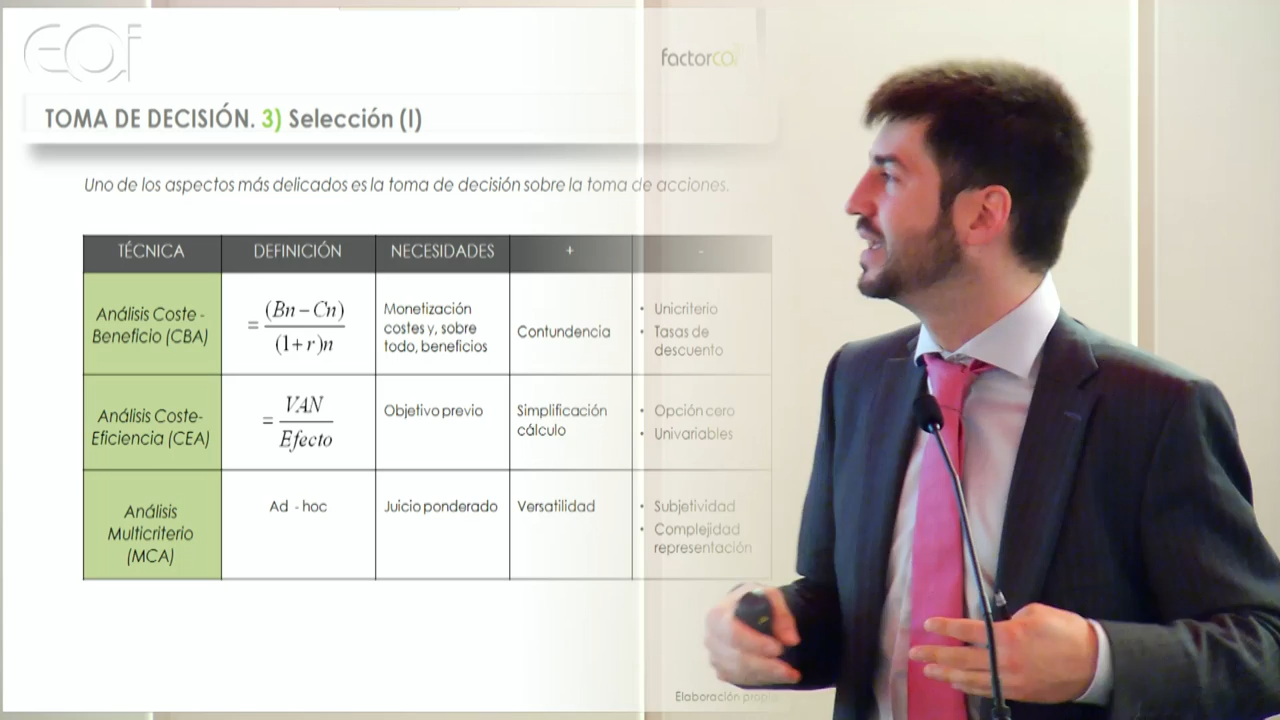 eoi
factorco
TOMA DE DECISIÓN. 3) Selección (I)
Uno de los aspectos más delicados es la toma de decisión sobre la toma de acciones.
TÉCNICA DEFINICIÓN NECESIDADES + -
Análisis Coste -
Beneficio (CBA)
= (Bn – Cn) / (1+ r)n
Monetización
costes y, sobre
todo, beneficios
Contundencia
• Unicriterio
• Tasas de
descuento
Análisis Coste-
Eficiencia (CEA)
= VAN / Efecto
Objetivo previo
Simplificación
cálculo
• Opción cero
• Univariables
Análisis
Multicriterio
(MCA)
Ad - hoc
Juicio ponderado
Versatilidad
• Subjetividad
• Complejidad
representación
Elaboración